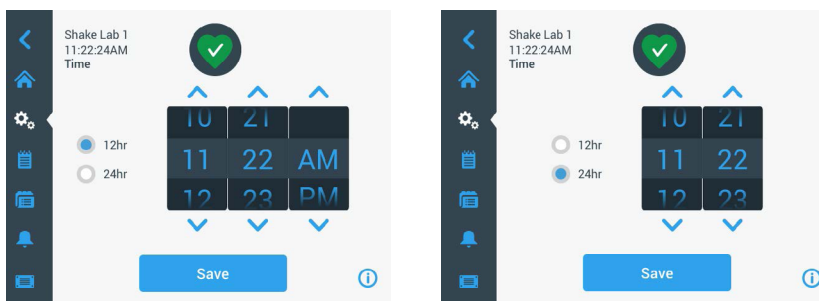 Shake Lab 1
11:22:24AM
Time
12hr
24hr
10 21
11 22 AM
12 23 PM
Save
Shake Lab 1
11:22:24AM
Time
12hr
24hr
10 21
11 22
12 23
Save